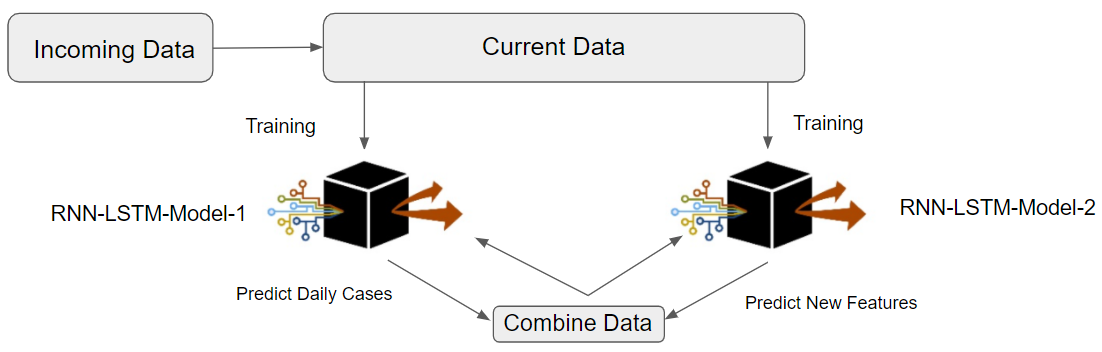 Incoming Data
Current Data
Training
Training
RNN-LSTM-Model-1
RNN-LSTM-Model-2
Predict Daily Cases
Predict New Features
Combine Data